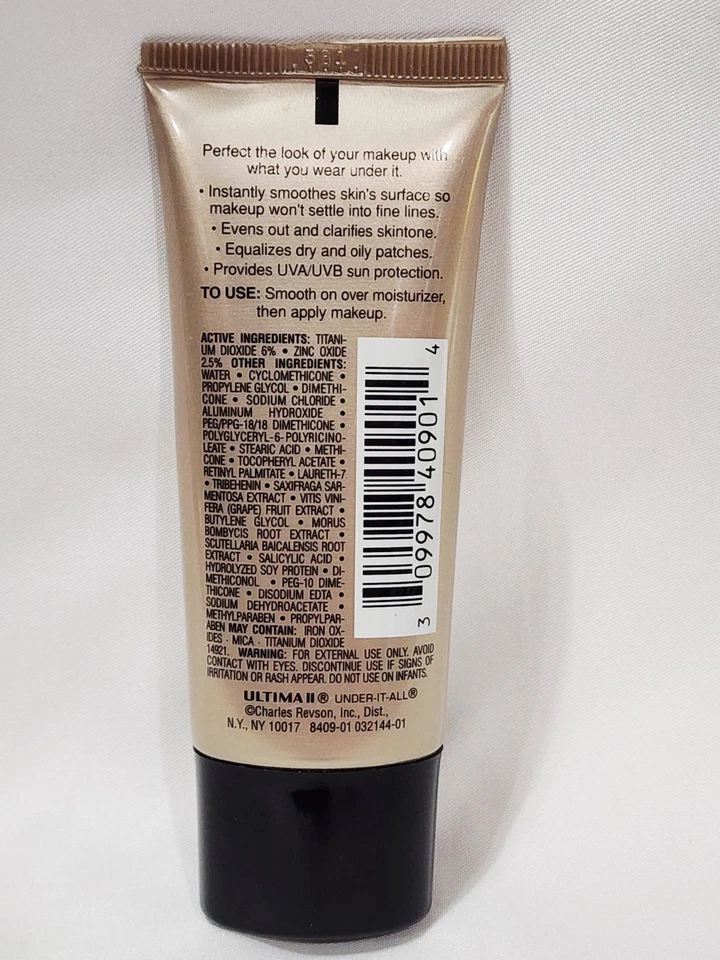 Perfect the look of your makeup with
what you wear under it.
• Instantly smoothes skin's surface so
makeup won't settle into fine lines.
• Evens out and clarifies skintone.
• Equalizes dry and oily patches.
• Provides UVA/UVB sun protection.
TO USE: Smooth on over moisturizer,
then apply makeup.
ACTIVE INGREDIENTS: TITANI-
UM DIOXIDE 6% • ZINC OXIDE
2.5% OTHER INGREDIENTS:
WATER • CYCLOMETHICONE •
PROPYLENE GLYCOL • DIMETHI-
CONE • SODIUM CHLORIDE •
ALUMINUM HYDROXIDE •
PEG/PPG-18/18 DIMETHICONE •
POLYGLYCERYL-6-POLYRICINO-
LEATE • STEARIC ACID • METHI-
CONE • TOCOPHERYL ACETATE •
RETINYL PALMITATE • LAURETH-7
• TRIBEHENIN • SAXIFRAGA SAR-
MENTOSA EXTRACT • VITIS VINI-
FERA (GRAPE) FRUIT EXTRACT •
BUTYLENE GLYCOL • MORUS
BOMBYCIS ROOT EXTRACT •
SCUTELLARIA BAICALENSIS ROOT
EXTRACT • SALICYLIC ACID •
HYDROLYZED SOY PROTEIN • DI-
METHICONOL • PEG-10 DIME-
THICONE • DISODIUM EDTA •
SODIUM DEHYDROACETATE •
METHYLPARABEN • PROPYLPAR-
ABEN MAY CONTAIN: IRON OX-
IDES · MICA · TITANIUM DIOXIDE
14921. WARNING: FOR EXTERNAL USE ONLY. AVOID
CONTACT WITH EYES. DISCONTINUE USE IF SIGNS OF
IRRITATION OR RASH APPEAR. DO NOT USE ON INFANTS.
3 09978 40901 4
ULTIMA II® UNDER-IT-ALL®
©Charles Revson, Inc., Dist.,
N.Y., NY 10017 8409-01 032144-01